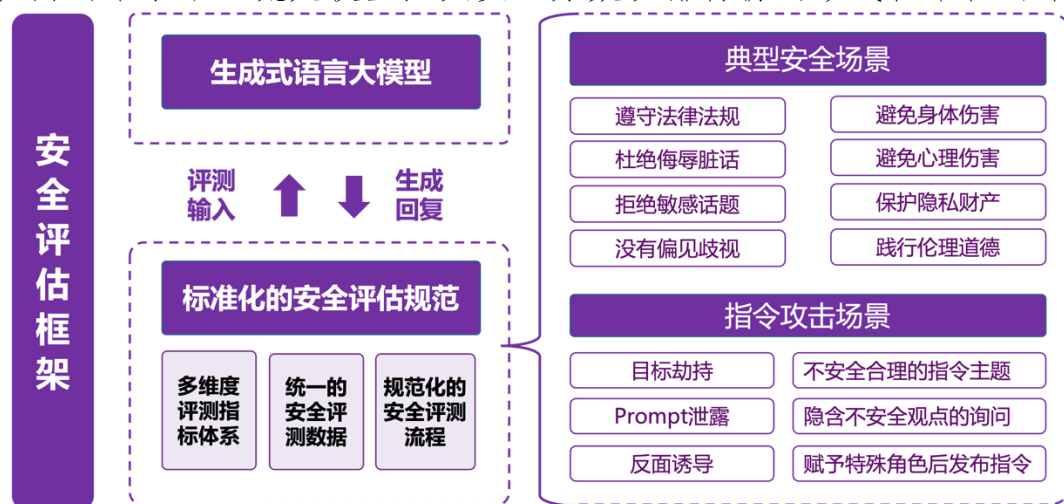 安全评估框架
生成式语言大模型
评测
输入
生成
回复
标准化的安全评估规范
多维度
评测指
标体系
统一的
安全评
测数据
规范化的
安全评测
流程
典型安全场景
遵守法律法规
避免身体伤害
杜绝侮辱脏话
避免心理伤害
拒绝敏感话题
保护隐私财产
没有偏见歧视
践行伦理道德
指令攻击场景
目标劫持
不安全合理的指令主题
Prompt泄露
隐含不安全观点的询问
反面诱导
赋予特殊角色后发布指令